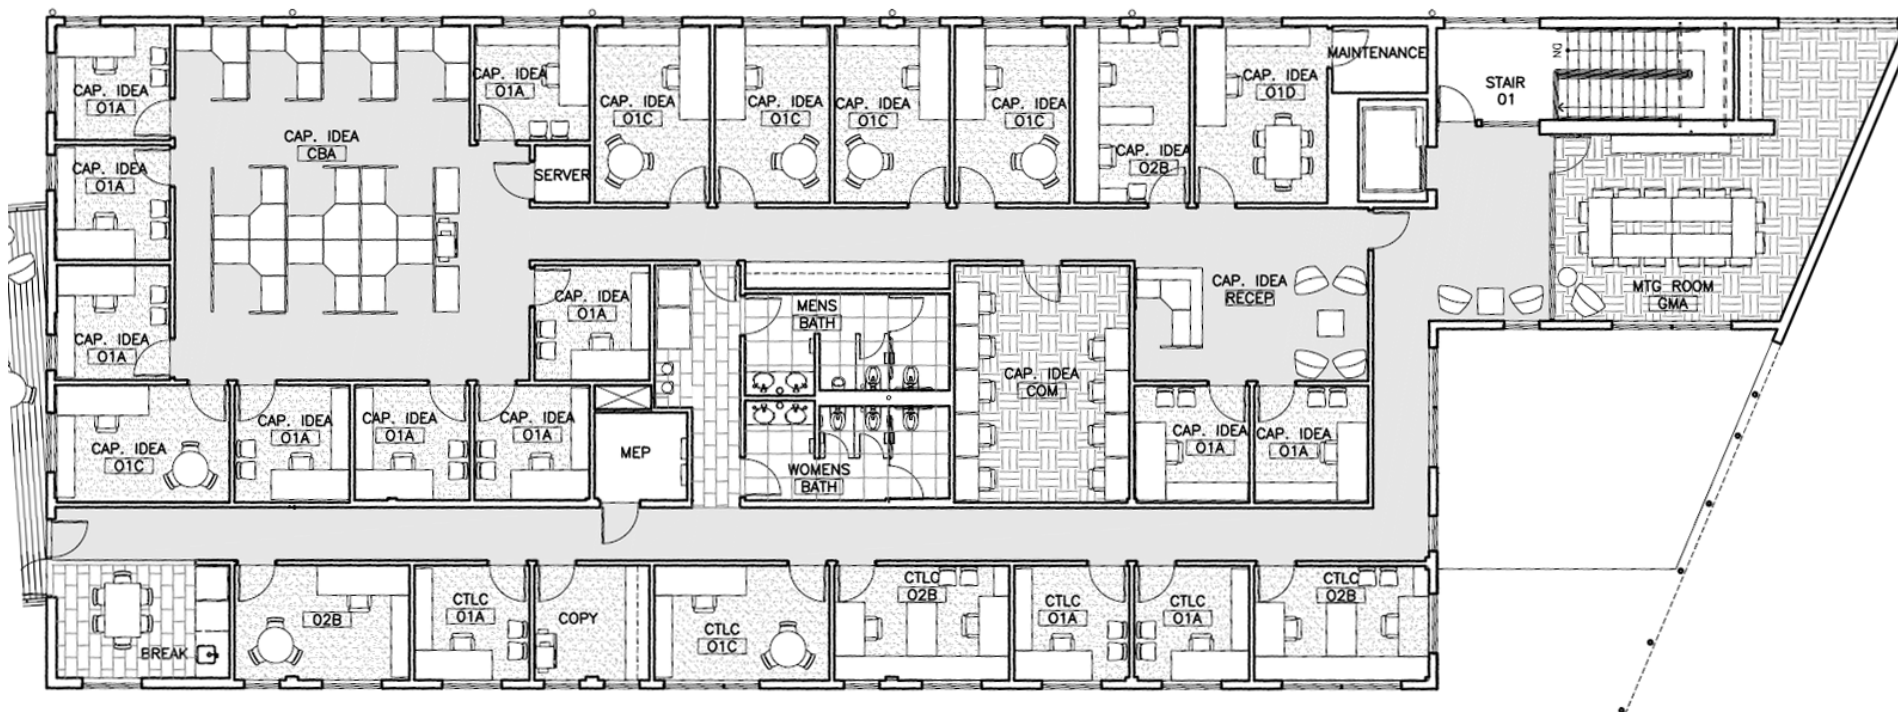 CAP. IDEA
O1A
CAP. IDEA
CBA
CAP. IDEA
O1A
CAP. IDEA
O1C
CAP. IDEA
O1C
CAP. IDEA
O1C
CAP. IDEA
O1C
CAP. IDEA
O2B
CAP. IDEA
O1D
MAINTENANCE
STAIR
O1
DN
CAP. IDEA
O1A
SERVER
CAP. IDEA
O1A
CAP. IDEA
O1A
MENS
BATH
CAP. IDEA
RECEP
MTG ROOM
GMA
CAP. IDEA
O1C
CAP. IDEA
O1A
CAP. IDEA
O1A
CAP. IDEA
O1A
MEP
WOMENS
BATH
CAP. IDEA
COM
CAP. IDEA
O1A
CAP. IDEA
O1A
BREAK
O2B
CTLC
O1A
COPY
CTLC
O1C
CTLC
O2B
CTLC
O1A
CTLC
O1A
CTLC
O2B